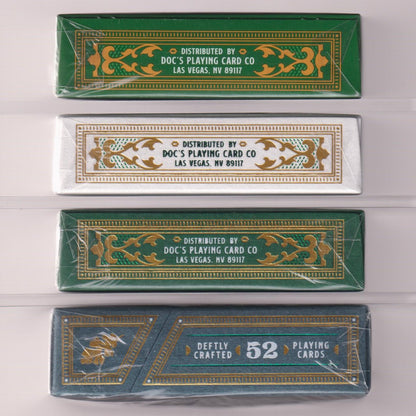 DISTRIBUTED BY
DOC'S PLAYING CARD CO
LAS VEGAS, NV 89117
DISTRIBUTED BY
DOC'S PLAYING CARD CO
LAS VEGAS, NV 89117
DISTRIBUTED BY
DOC'S PLAYING CARD CO
LAS VEGAS, NV 89117
DEFTLY CRAFTED 52 PLAYING CARDS